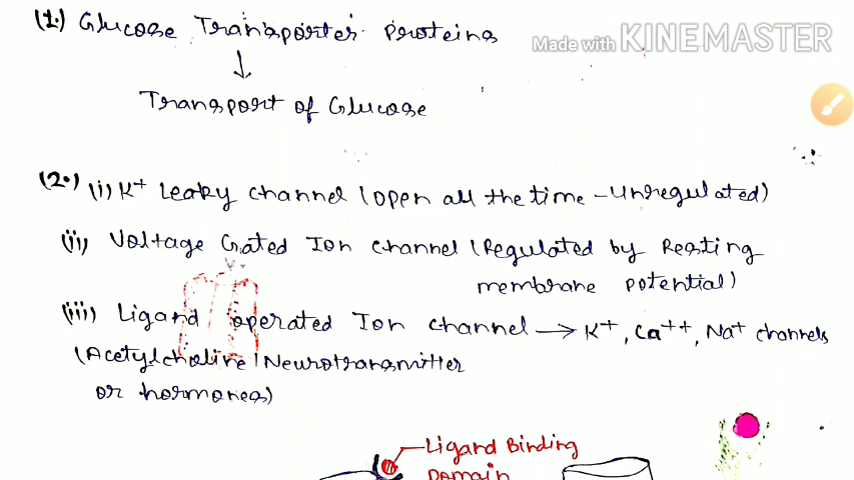 (1.) Glucose Transporter Proteins
Made with KINEMASTER
↓
Transport of Glucose
(2.) (i) K+ Leaky channel (open all the time - Unregulated)
(ii) Voltage Gated Ion channel (Regulated by Resting
membrane potential)
(iii) Ligand operated Ion channel → K+, Ca++, Na+ channels
(Acetylcholine/Neurotransmitter
or hormones)
Ligand Binding
Domain